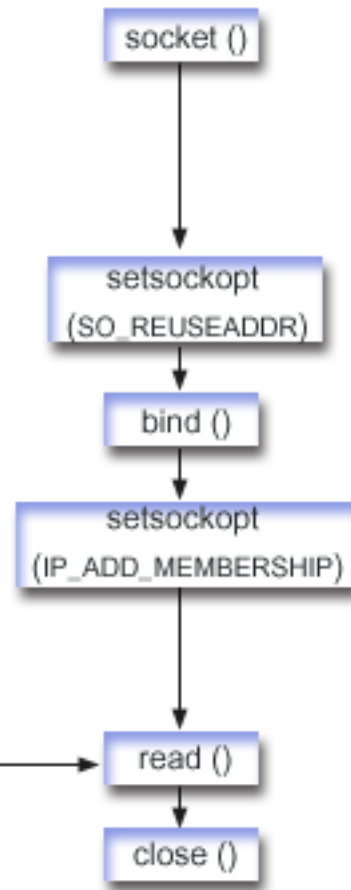 socket ()
setsockopt
(SO_REUSEADDR)
bind ()
setsockopt
(IP_ADD_MEMBERSHIP)
read ()
close ()